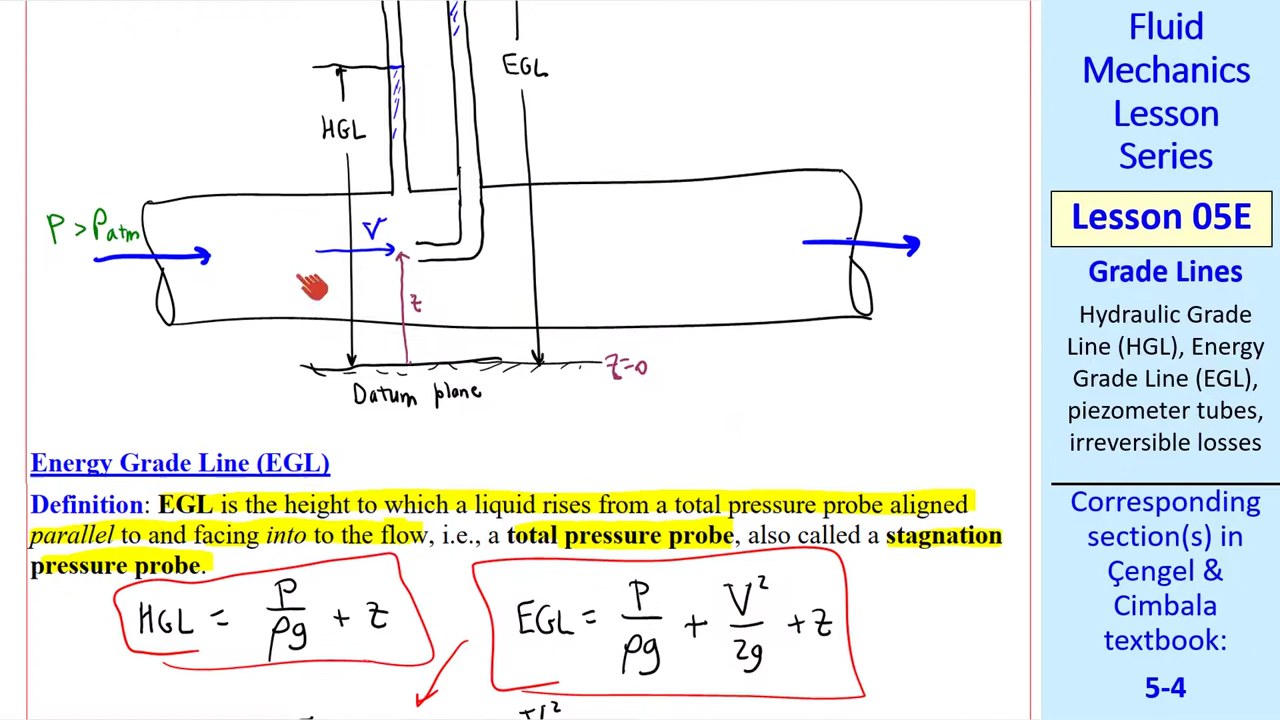 EGL
HGL
P > Patm
V
z
z=0
Datum plane
Energy Grade Line (EGL)
Definition: EGL is the height to which a liquid rises from a total pressure probe aligned
parallel to and facing into to the flow, i.e., a total pressure probe, also called a stagnation
pressure probe.
HGL = P/ρg + z
EGL = P/ρg + V²/2g + z
Fluid
Mechanics
Lesson
Series
Lesson 05E
Grade Lines
Hydraulic Grade
Line (HGL), Energy
Grade Line (EGL),
piezometer tubes,
irreversible losses
Corresponding
section(s) in
Çengel &
Cimbala
textbook:
5-4